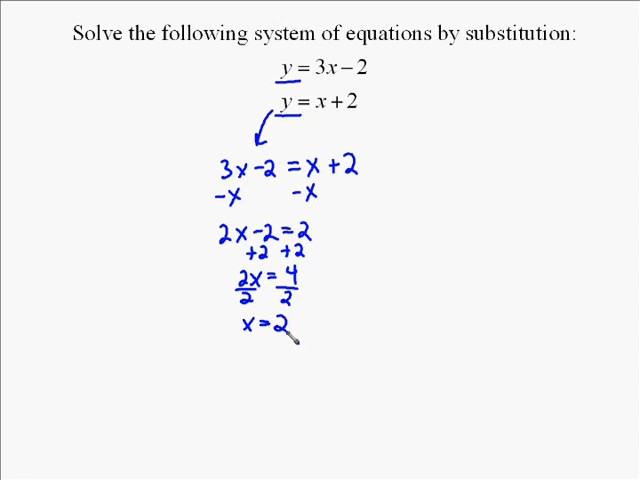 Solve the following system of equations by substitution:
y = 3x − 2
y = x + 2
3x - 2 = x + 2
-x -x
2x - 2 = 2
+2 +2
2x = 4
2 2
x = 2